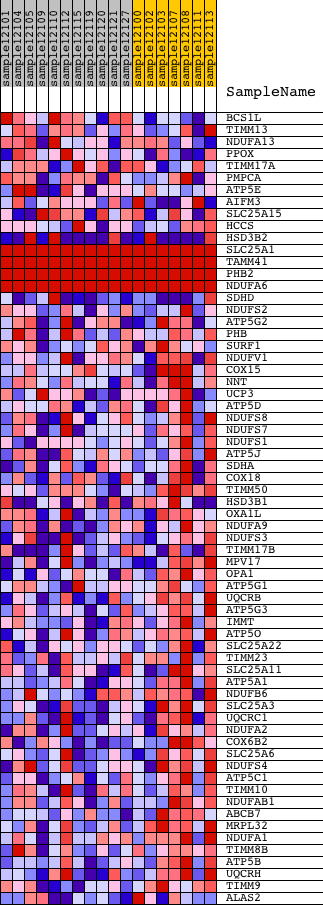 sample12101
sample12104
sample12105
sample12109
sample12110
sample12112
sample12115
sample12119
sample12120
sample12121
sample12127
sample12100
sample12102
sample12103
sample12107
sample12108
sample12111
sample12113
SampleName
BCS1L
TIMM13
NDUFA13
PPOX
TIMM17A
PMPCA
ATP5E
AIFM3
SLC25A15
HCCS
HSD3B2
SLC25A1
TAMM41
PHB2
NDUFA6
SDHD
NDUFS2
ATP5G2
PHB
SURF1
NDUFV1
COX15
NNT
UCP3
ATP5D
NDUFS8
NDUFS7
NDUFS1
ATP5J
SDHA
COX18
TIMM50
HSD3B1
OXA1L
NDUFA9
NDUFS3
TIMM17B
MPV17
OPA1
ATP5G1
UQCRB
ATP5G3
IMMT
ATP5O
SLC25A22
TIMM23
SLC25A11
ATP5A1
NDUFB6
SLC25A3
UQCRC1
NDUFA2
COX6B2
SLC25A6
NDUFS4
ATP5C1
TIMM10
NDUFAB1
ABCB7
MRPL32
NDUFA1
TIMM8B
ATP5B
UQCRH
TIMM9
ALAS2